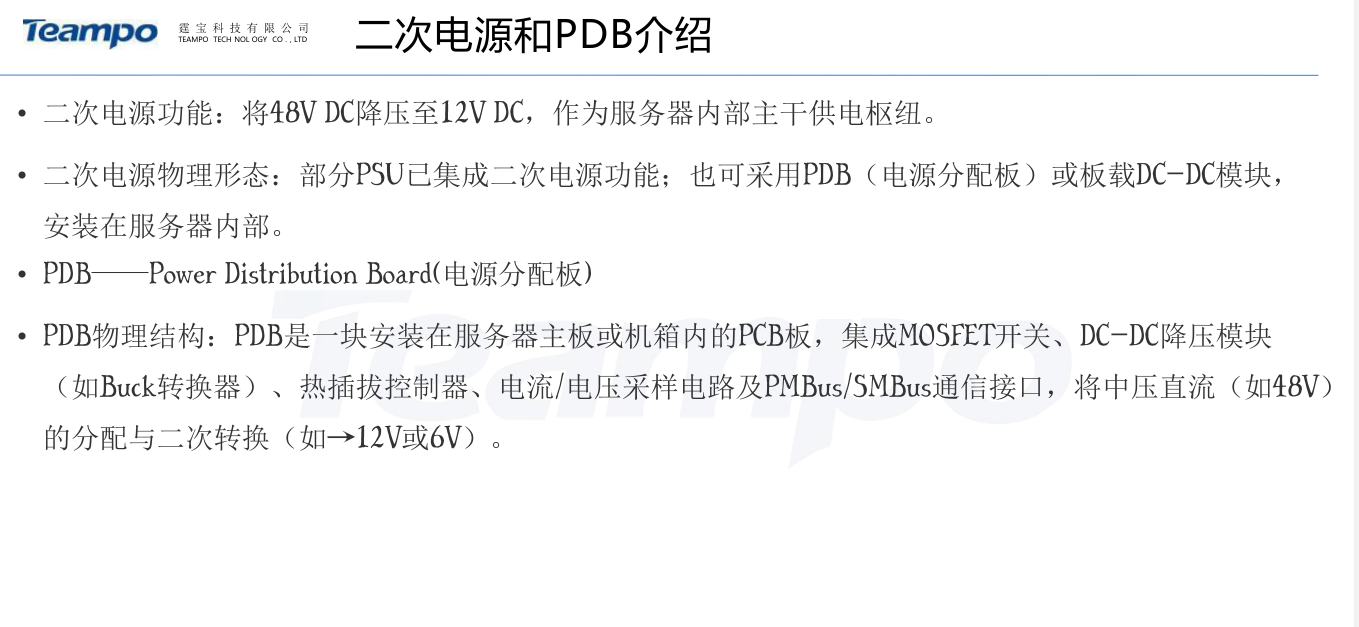 Teampo 霆宝科技有限公司 二次电源和PDB介绍
TEAMPO TECHNOLOGY CO.,LTD
• 二次电源功能：将48V DC降压至12V DC，作为服务器内部主干供电枢纽。
• 二次电源物理形态：部分PSU已集成二次电源功能；也可采用PDB（电源分配板）或板载DC-DC模块，
安装在服务器内部。
• PDB——Power Distribution Board(电源分配板)
• PDB物理结构：PDB是一块安装在服务器主板或机箱内的PCB板，集成MOSFET开关、DC-DC降压模块
（如Buck转换器）、热插拔控制器、电流/电压采样电路及PMBus/SMBus通信接口，将中压直流（如48V）
的分配与二次转换（如→12V或6V）。
Teampo